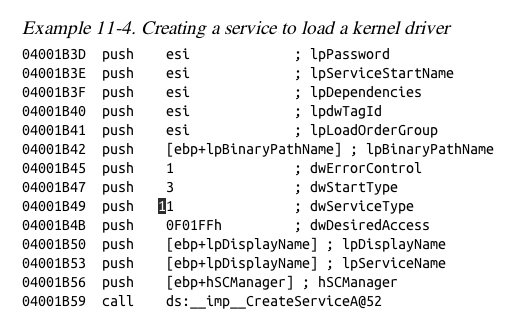 Example 11-4. Creating a service to load a kernel driver
04001B3D push esi ; lpPassword
04001B3E push esi ; lpServiceStartName
04001B3F push esi ; lpDependencies
04001B40 push esi ; lpdwTagId
04001B41 push esi ; lpLoadOrderGroup
04001B42 push [ebp+lpBinaryPathName] ; lpBinaryPathName
04001B45 push 1 ; dwErrorControl
04001B47 push 3 ; dwStartType
04001B49 push 11 ; dwServiceType
04001B4B push 0F01FFh ; dwDesiredAccess
04001B50 push [ebp+lpDisplayName] ; lpDisplayName
04001B53 push [ebp+lpDisplayName] ; lpServiceName
04001B56 push [ebp+hSCManager] ; hSCManager
04001B59 call ds:__imp__CreateServiceA@52